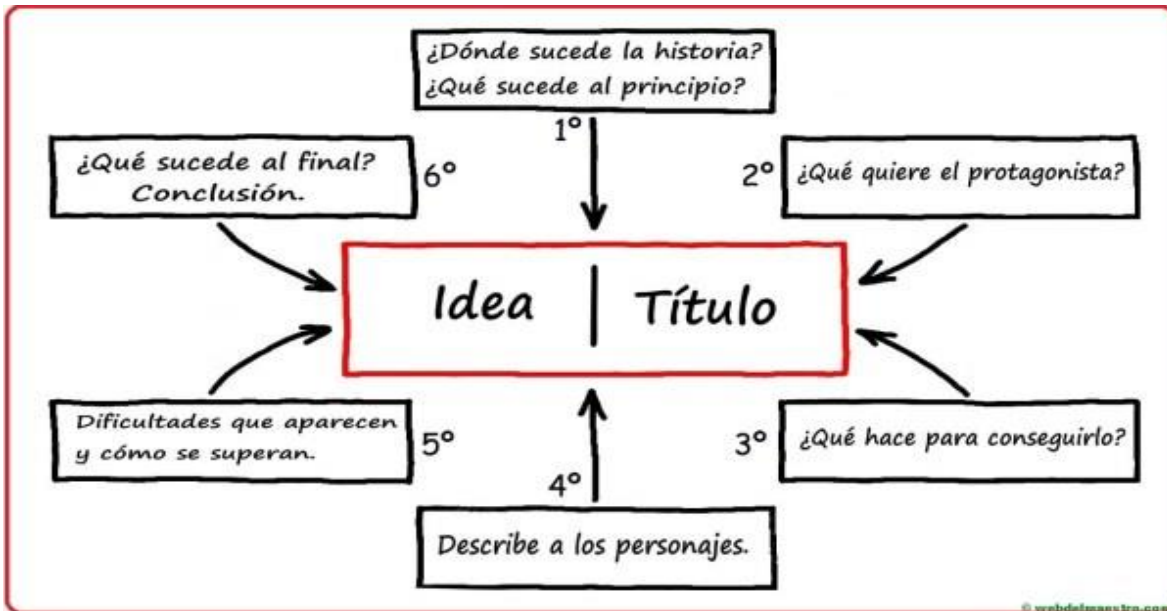 ¿Dónde sucede la historia?
¿Qué sucede al principio?
1º
2º
¿Qué quiere el protagonista?
3º
¿Qué hace para conseguirlo?
4º
Describe a los personajes.
5º
Dificultades que aparecen
y cómo se superan.
6º
¿Qué sucede al final?
Conclusión.
Idea | Título
© webdelmaestro.com